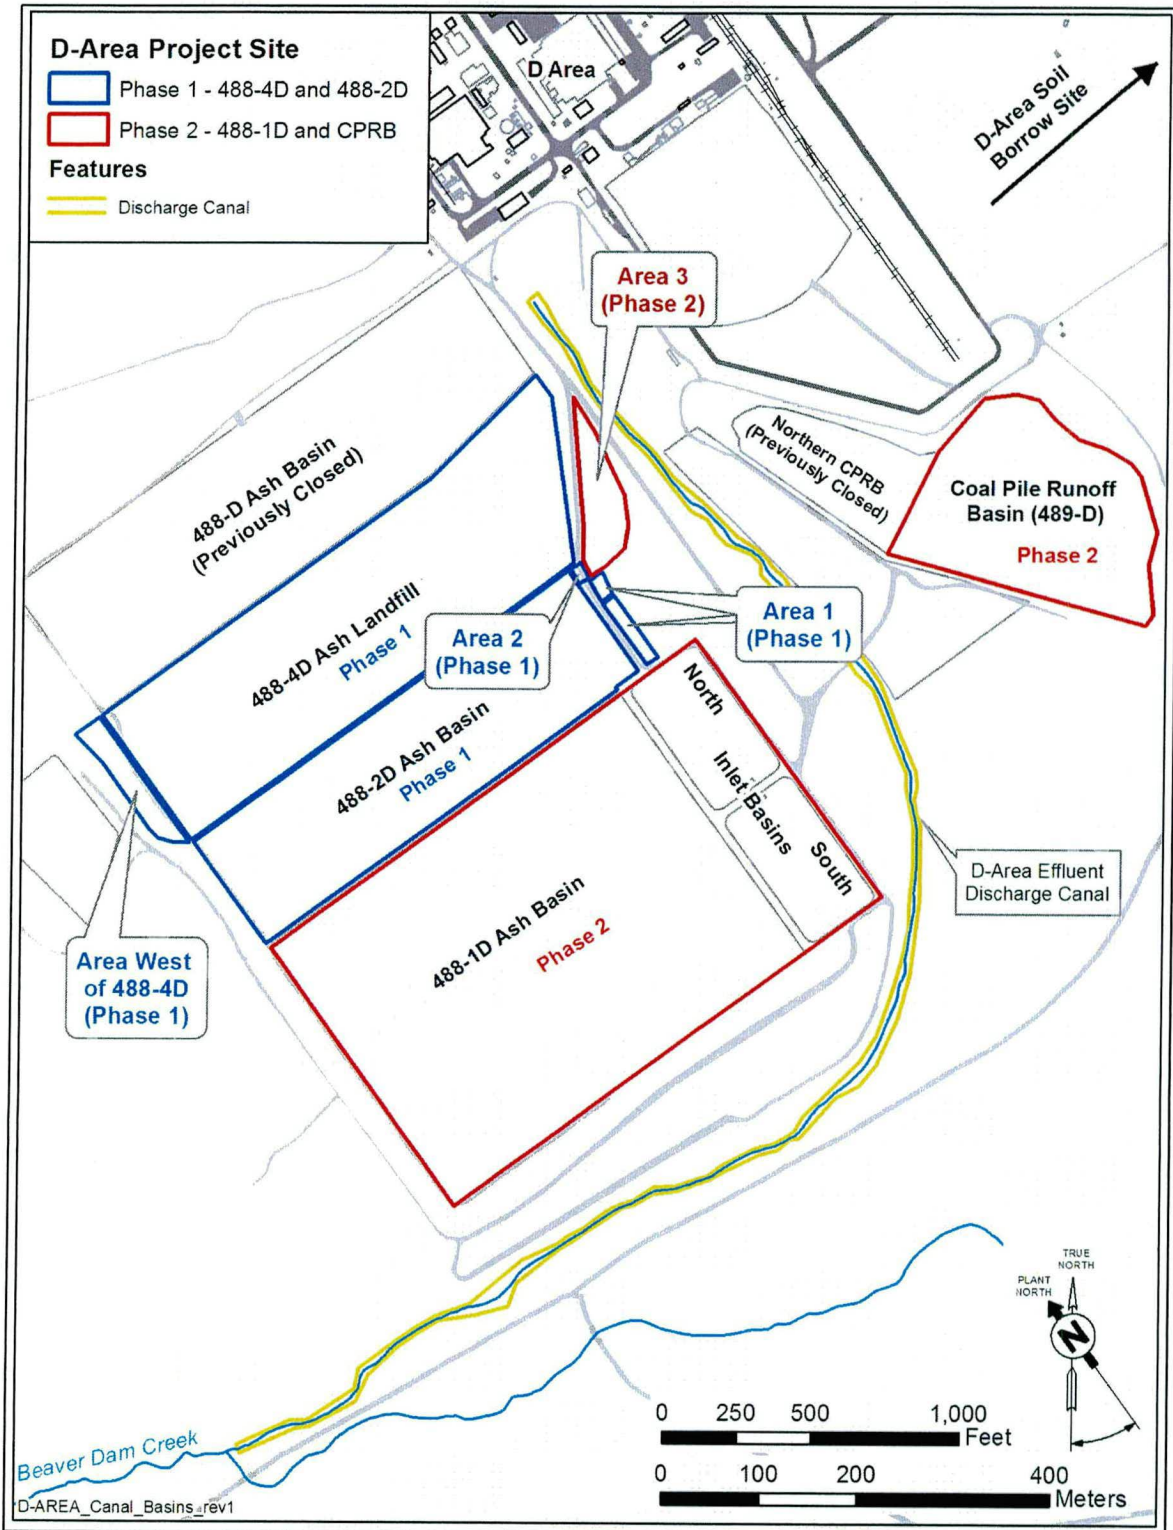 D-Area Project Site
Phase 1 - 488-4D and 488-2D
Phase 2 - 488-1D and CPRB
Features
Discharge Canal
D Area
D-Area Soil
Borrow Site
Area 3
(Phase 2)
488-D Ash Basin
(Previously Closed)
Northern CPRB
(Previously Closed)
Coal Pile Runoff
Basin (489-D)
Phase 2
488-4D Ash Landfill
Phase 1
Area 2
(Phase 1)
Area 1
(Phase 1)
488-2D Ash Basin
Phase 1
North
Inlet Basins
South
D-Area Effluent
Discharge Canal
488-1D Ash Basin
Phase 2
Area West
of 488-4D
(Phase 1)
TRUE
NORTH
PLANT
NORTH
N
0 250 500 1,000
Feet
0 100 200 400
Meters
Beaver Dam Creek
D-AREA_Canal_Basins_rev1